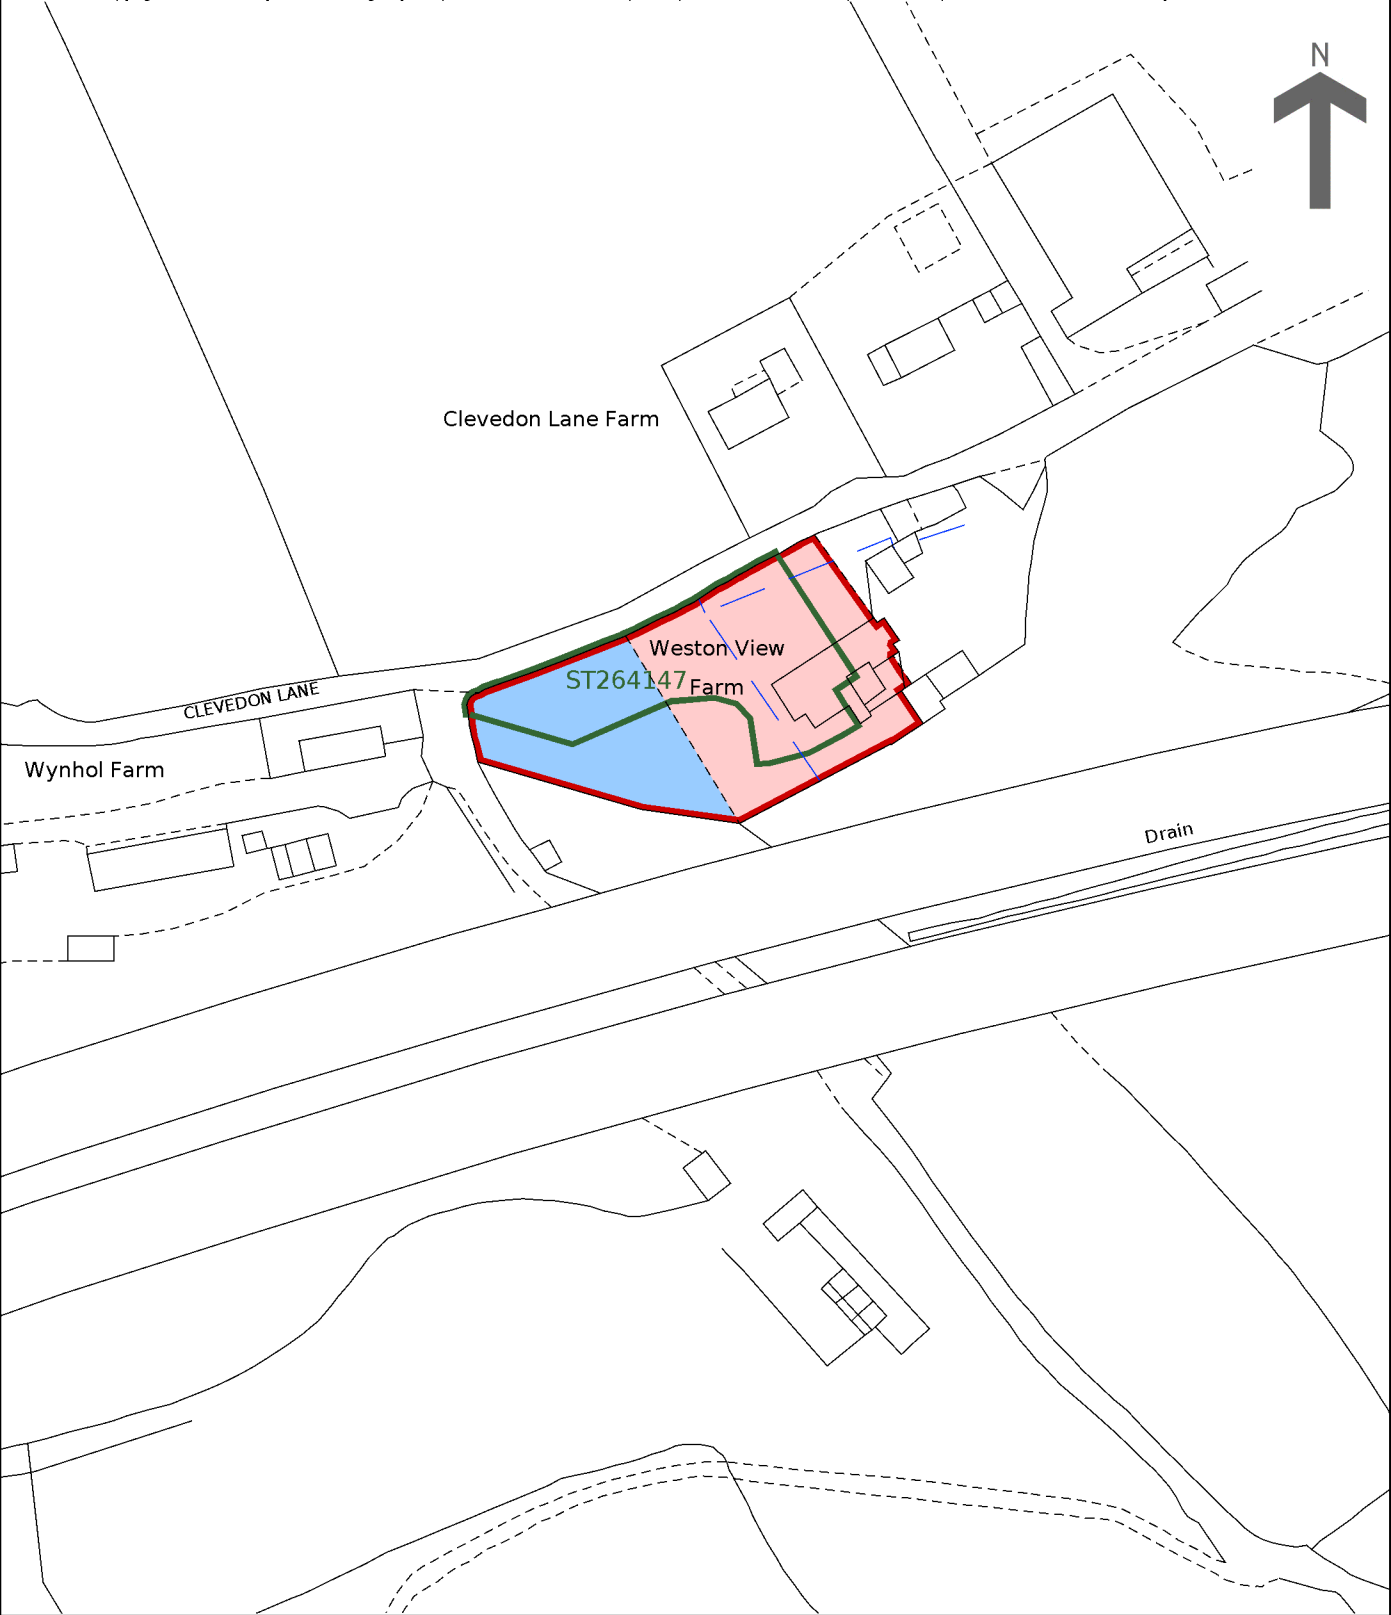 N
Clevedon Lane Farm
Weston View
ST264147
Farm
CLEVEDON LANE
Wynhol Farm
Drain